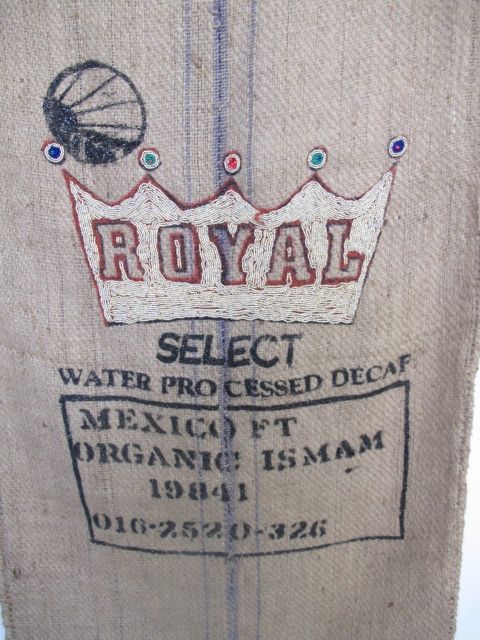 ROYAL
SELECT
WATER PROCESSED DECAF
MEXICO FT
ORGANIC ISMAM
19841
016-2520-326